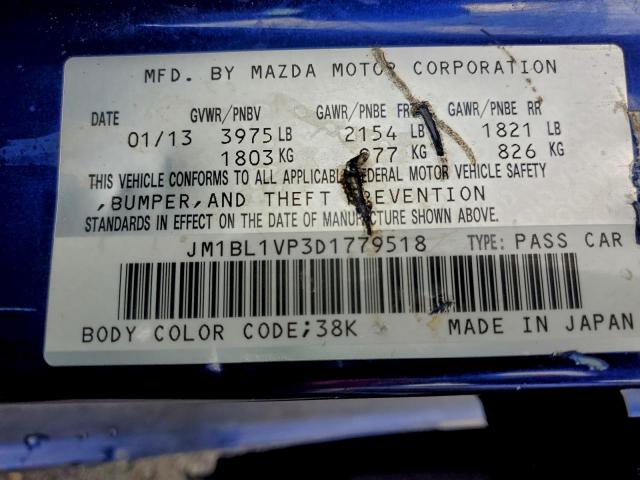 MFD. BY MAZDA MOTOR CORPORATION
DATE GVWR/PNBV GAWR/PNBE FR GAWR/PNBE RR
01/13 3975 LB 2154 LB 1821 LB
1803 KG KG 826 KG
THIS VEHICLE CONFORMS TO ALL APPLICABLE FEDERAL MOTOR VEHICLE SAFETY
,BUMPER,AND THEFT PREVENTION
STANDARDS IN EFFECT ON THE DATE OF MANUFACTURE SHOWN ABOVE.
JM1BL1VP3D1779518 TYPE: PASS CAR
BODY COLOR CODE;38K MADE IN JAPAN